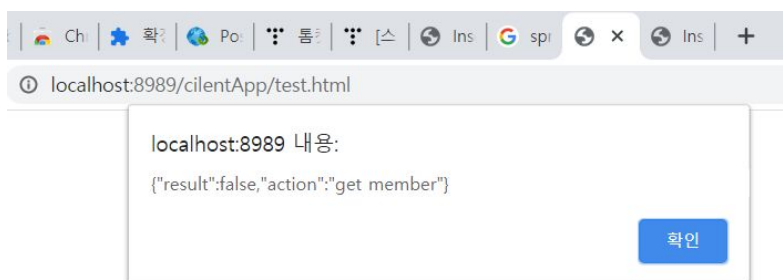 Ch 확 Po 톰 [스 Ins spr Ins
localhost:8989/cilentApp/test.html
localhost:8989 내용:
{"result":false,"action":"get member"}
확인